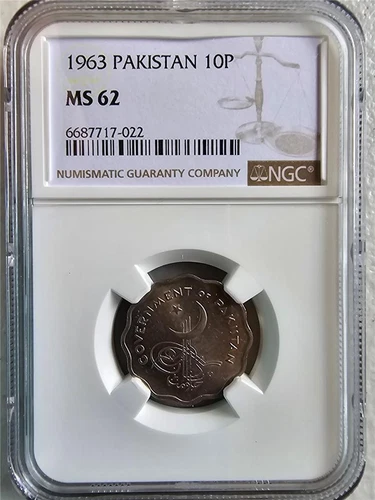 1963 PAKISTAN 10P
MS 62
6687717-022
NUMISMATIC GUARANTY COMPANY
NGC®
GOVERNMENT OF PAKISTAN